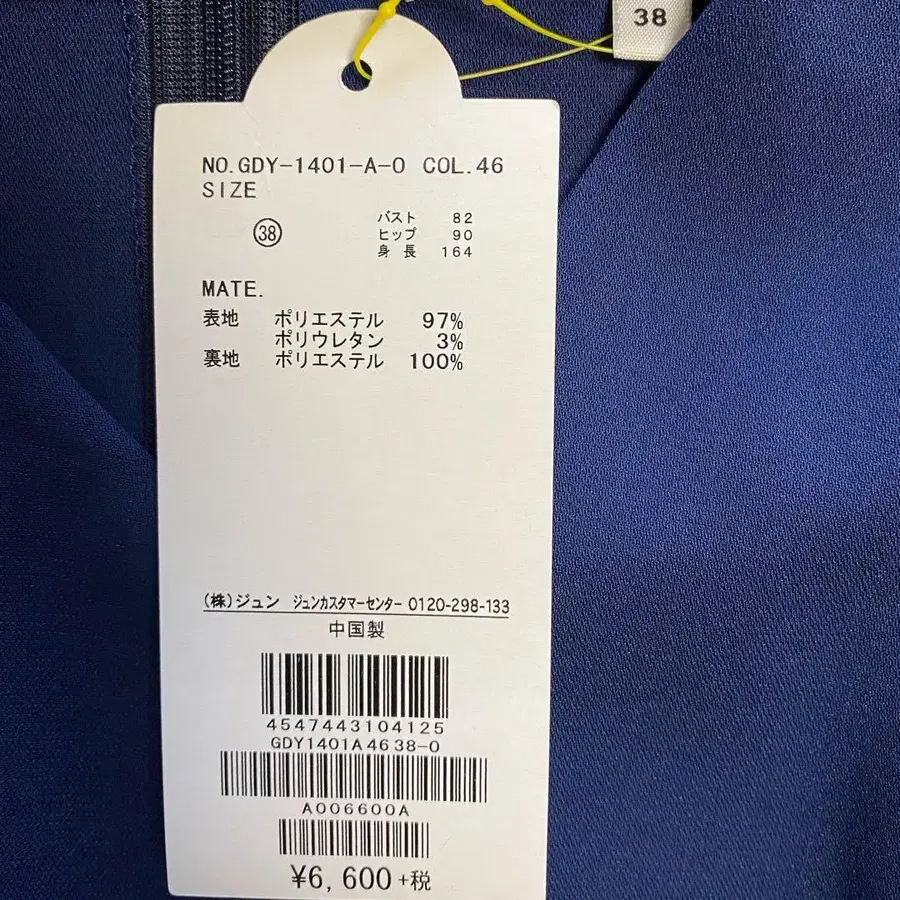 38
NO.GDY-1401-A-0 COL.46
SIZE
㊳ バスト 82
ヒップ 90
身長 164
MATE.
表地 ポリエステル 97%
ポリウレタン 3%
裏地 ポリエステル 100%
(株)ジュン ジュンカスタマーセンター 0120-298-133
中国製
4547443104125
GDY1401A4638-0
A006600A
¥6,600+税